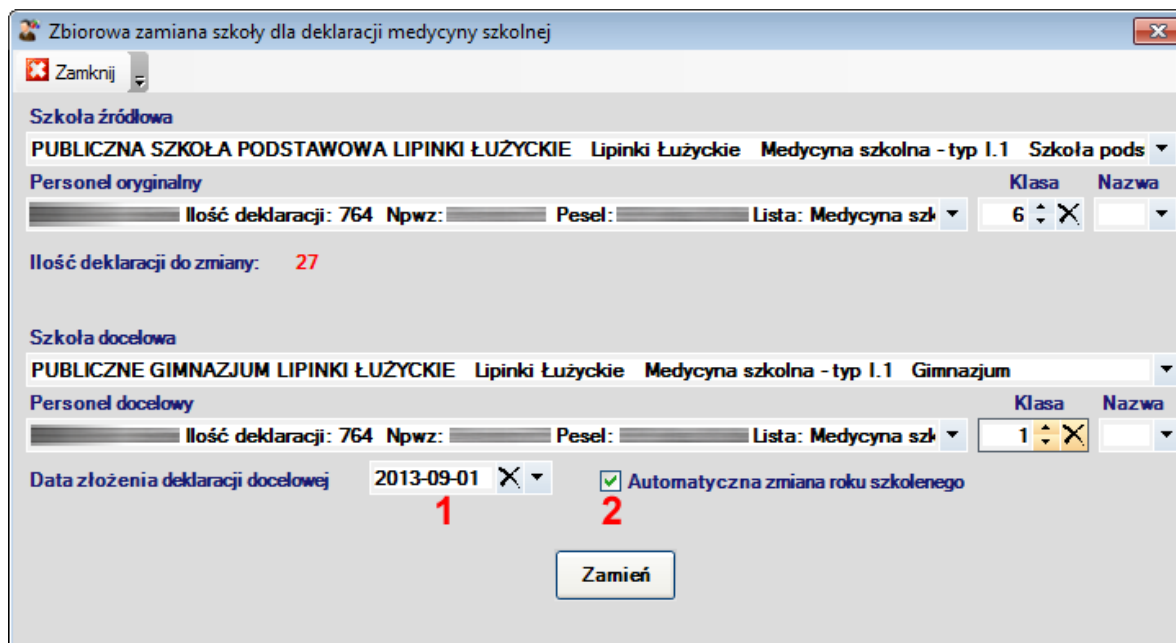 Zbiorowa zamiana szkoły dla deklaracji medycyny szkolnej
Zamknij
Szkoła źródłowa
PUBLICZNA SZKOŁA PODSTAWOWA LIPINKI ŁUŻYCKIE Lipinki Łużyckie Medycyna szkolna - typ I.1 Szkoła pods
Personel oryginalny Klasa Nazwa
Ilość deklaracji: 764 Npwz: Pesel: Lista: Medycyna szk 6
Ilość deklaracji do zmiany: 27
Szkoła docelowa
PUBLICZNE GIMNAZJUM LIPINKI ŁUŻYCKIE Lipinki Łużyckie Medycyna szkolna - typ I.1 Gimnazjum
Personel docelowy Klasa Nazwa
Ilość deklaracji: 764 Npwz: Pesel: Lista: Medycyna szk 1
Data złożenia deklaracji docelowej 2013-09-01 Automatyczna zmiana roku szkolenego
1 2
Zamień